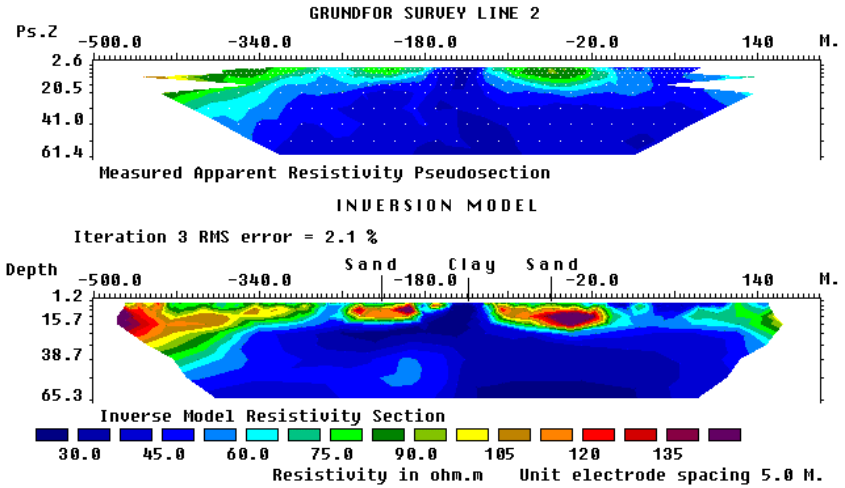 GRUNDFOR SURVEY LINE 2
Ps.Z -500.0 -340.0 -180.0 -20.0 140 M.
2.6
20.5
41.0
61.4
Measured Apparent Resistivity Pseudosection
INVERSION MODEL
Iteration 3 RMS error = 2.1 %
Sand Clay Sand
Depth -500.0 -340.0 -180.0 -20.0 140 M.
1.2
15.7
38.7
65.3
Inverse Model Resistivity Section
30.0 45.0 60.0 75.0 90.0 105 120 135
Resistivity in ohm.m Unit electrode spacing 5.0 M.